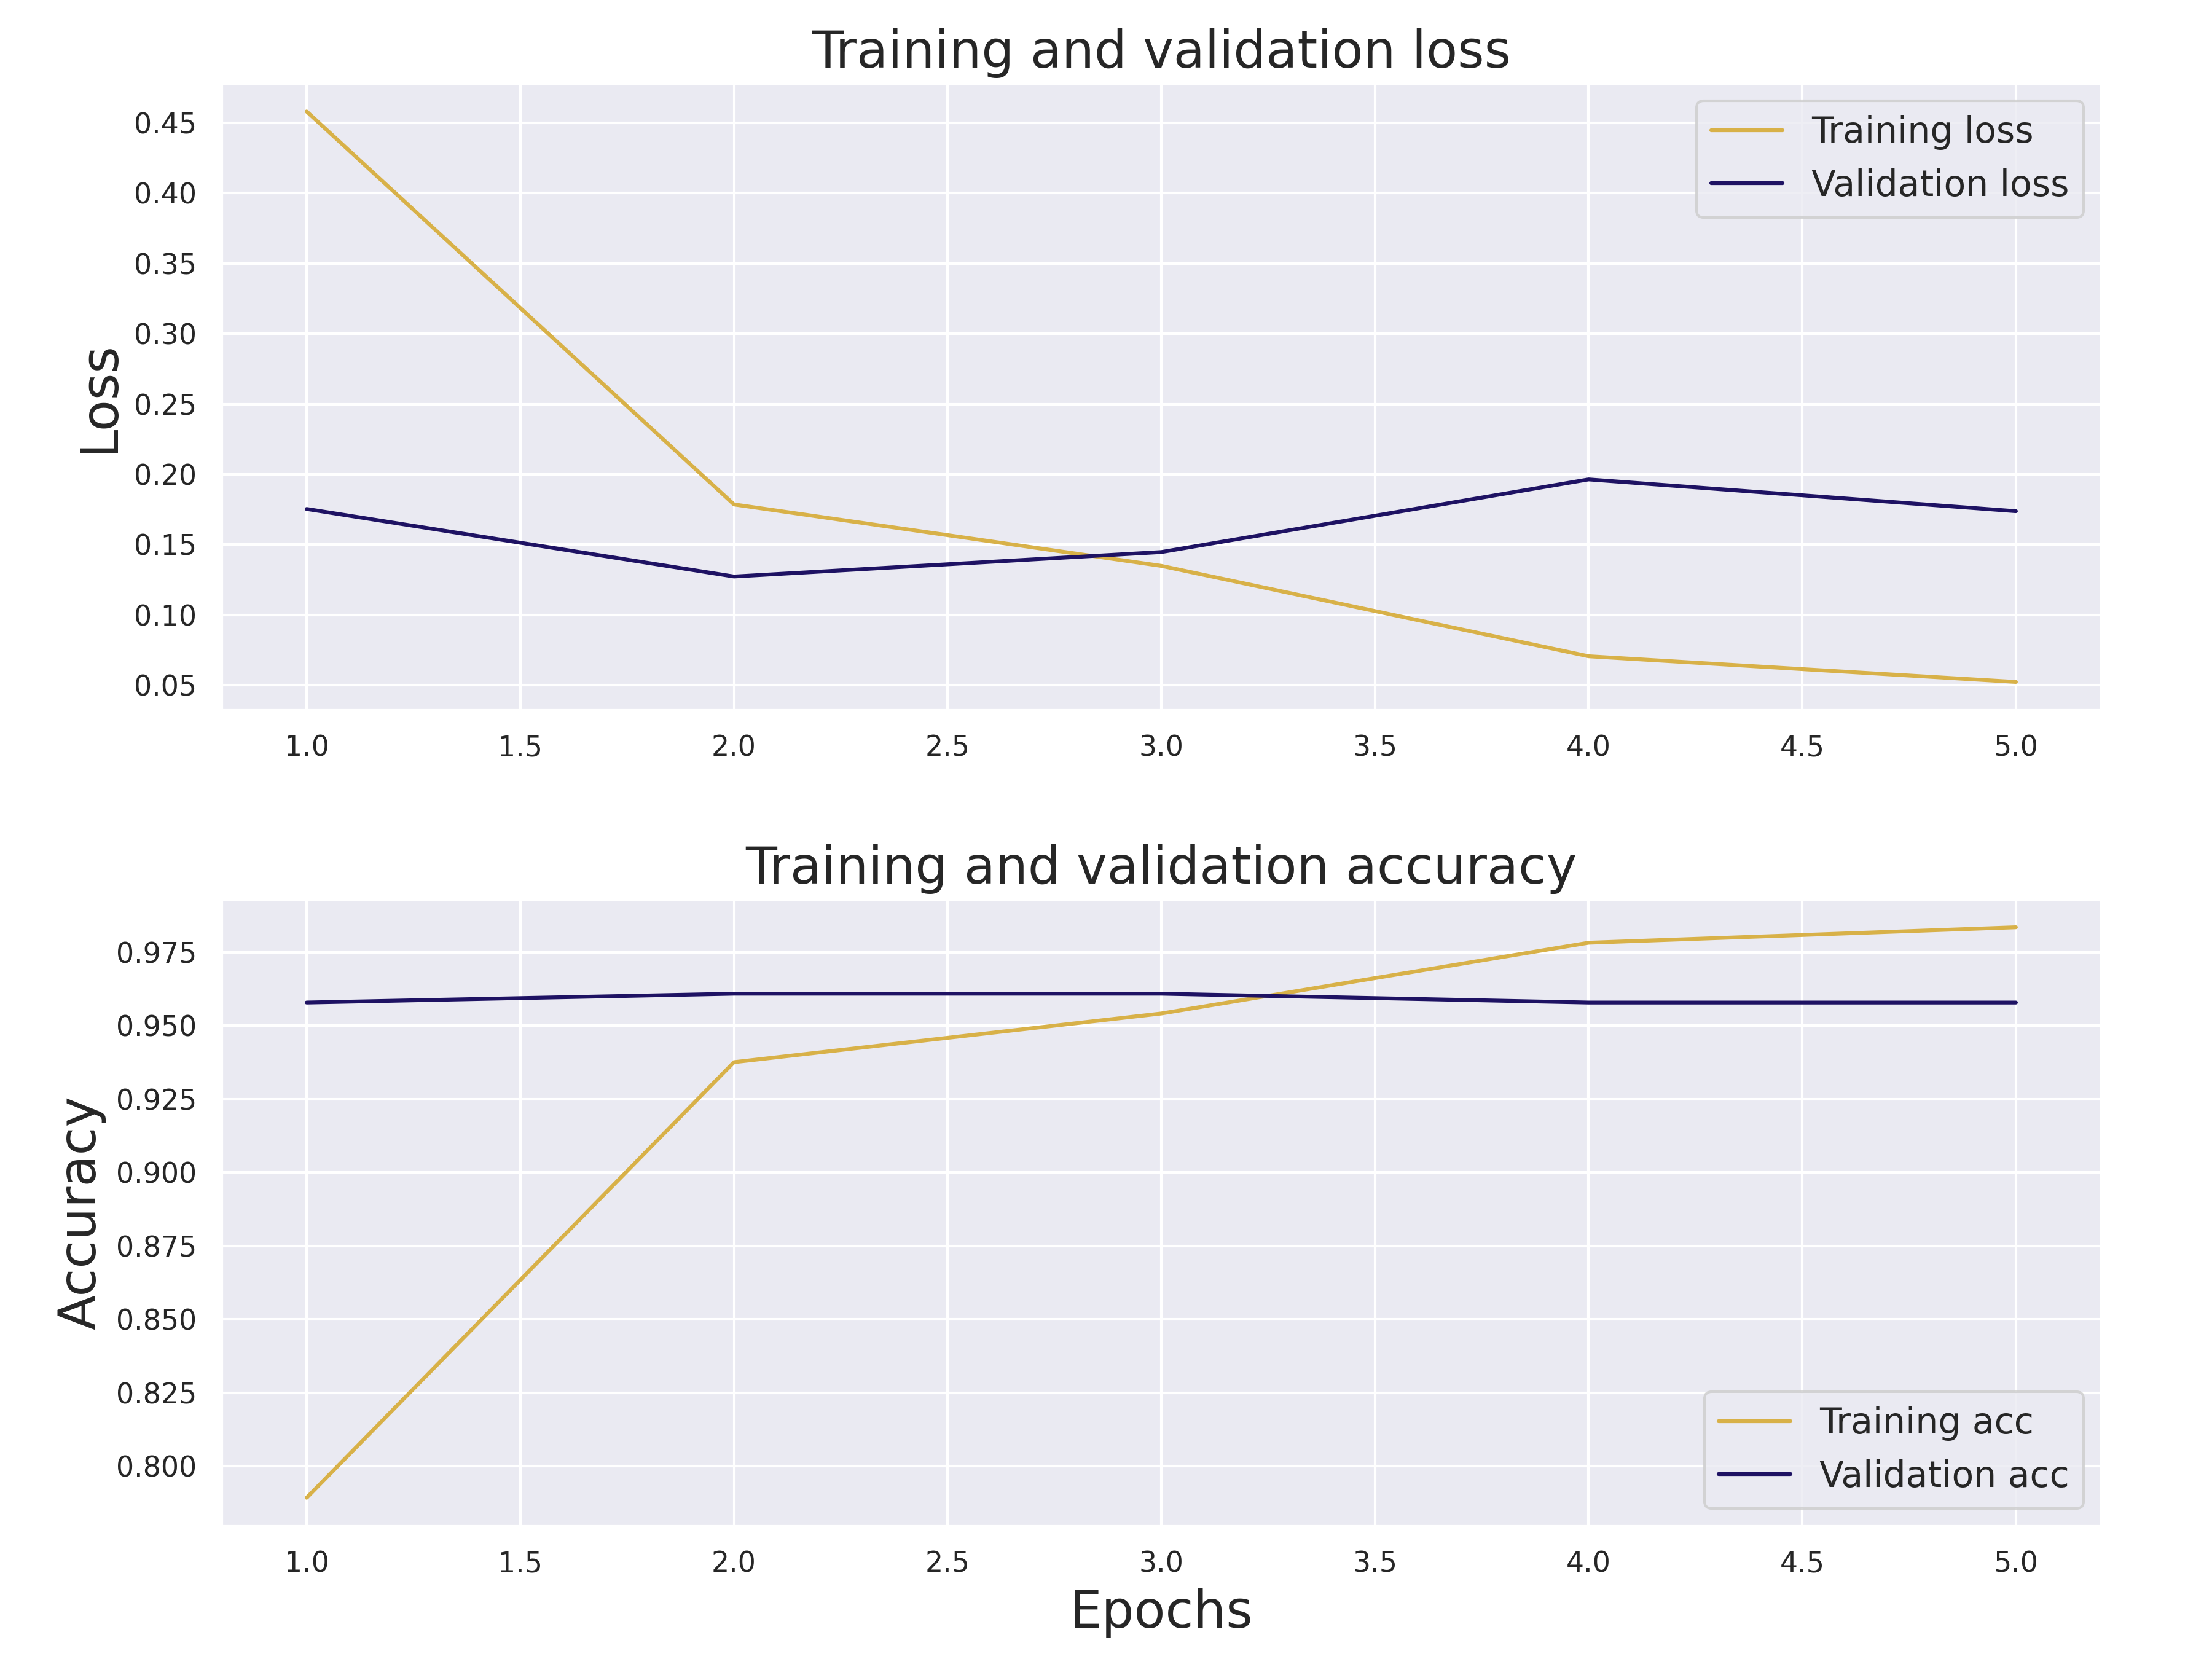 Training and validation loss
Loss
0.45
0.40
0.35
0.30
0.25
0.20
0.15
0.10
0.05
Training loss
Validation loss
1.0 1.5 2.0 2.5 3.0 3.5 4.0 4.5 5.0
Training and validation accuracy
Accuracy
0.975
0.950
0.925
0.900
0.875
0.850
0.825
0.800
Training acc
Validation acc
1.0 1.5 2.0 2.5 3.0 3.5 4.0 4.5 5.0
Epochs